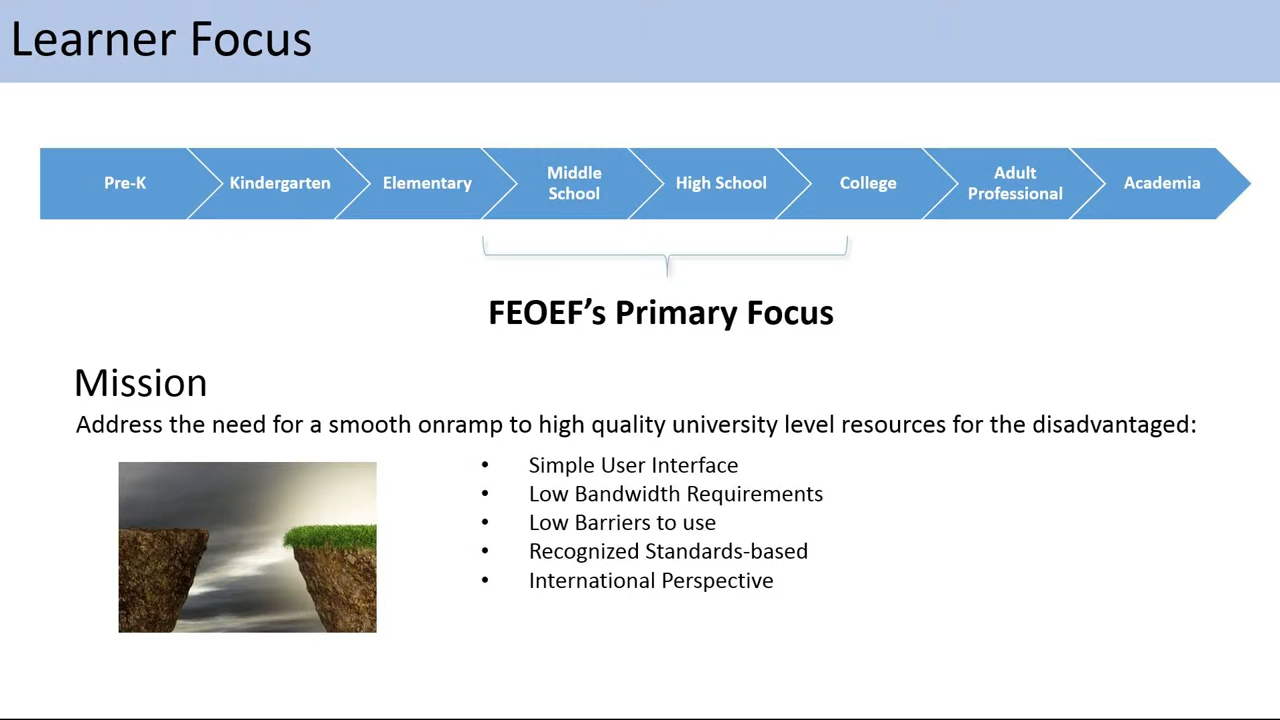 Learner Focus
Pre-K
Kindergarten
Elementary
Middle
School
High School
College
Adult
Professional
Academia
FEOEF’s Primary Focus
Mission
Address the need for a smooth onramp to high quality university level resources for the disadvantaged:
• Simple User Interface
• Low Bandwidth Requirements
• Low Barriers to use
• Recognized Standards-based
• International Perspective